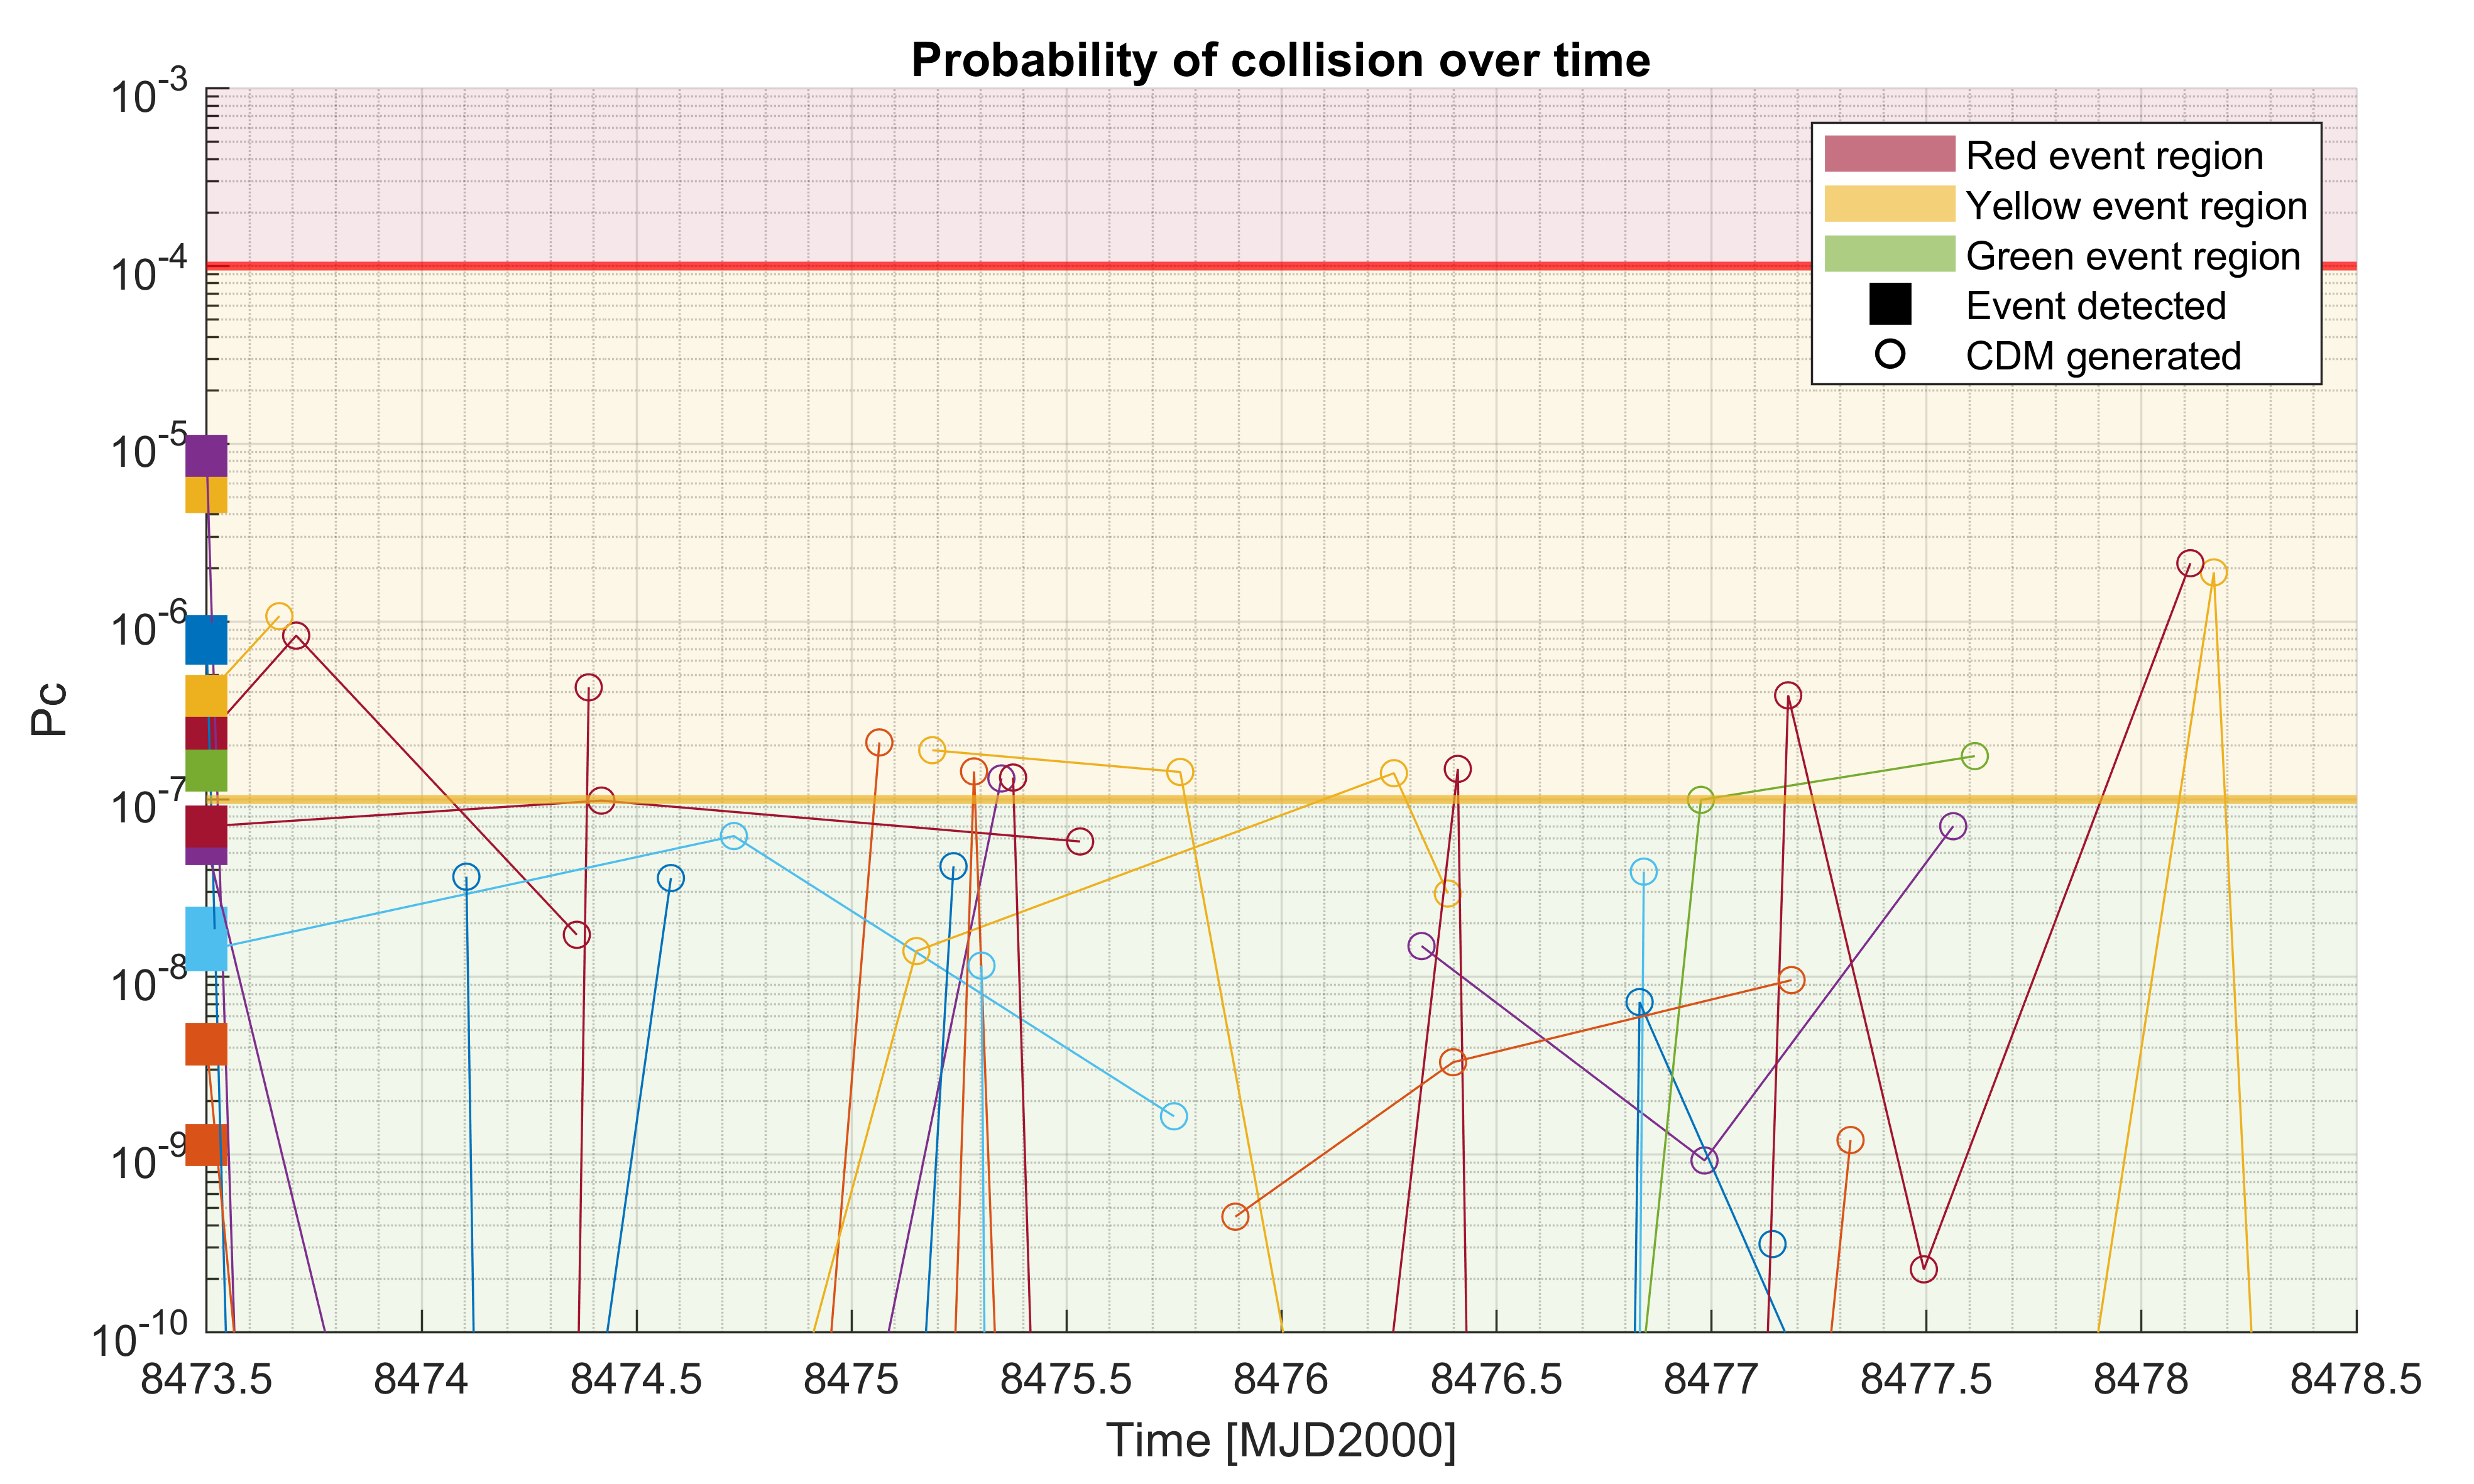 Probability of collision over time
10^-3
10^-4
10^-5
10^-6
10^-7
10^-8
10^-9
10^-10
Pc
Red event region
Yellow event region
Green event region
Event detected
CDM generated
8473.5 8474 8474.5 8475 8475.5 8476 8476.5 8477 8477.5 8478 8478.5
Time [MJD2000]